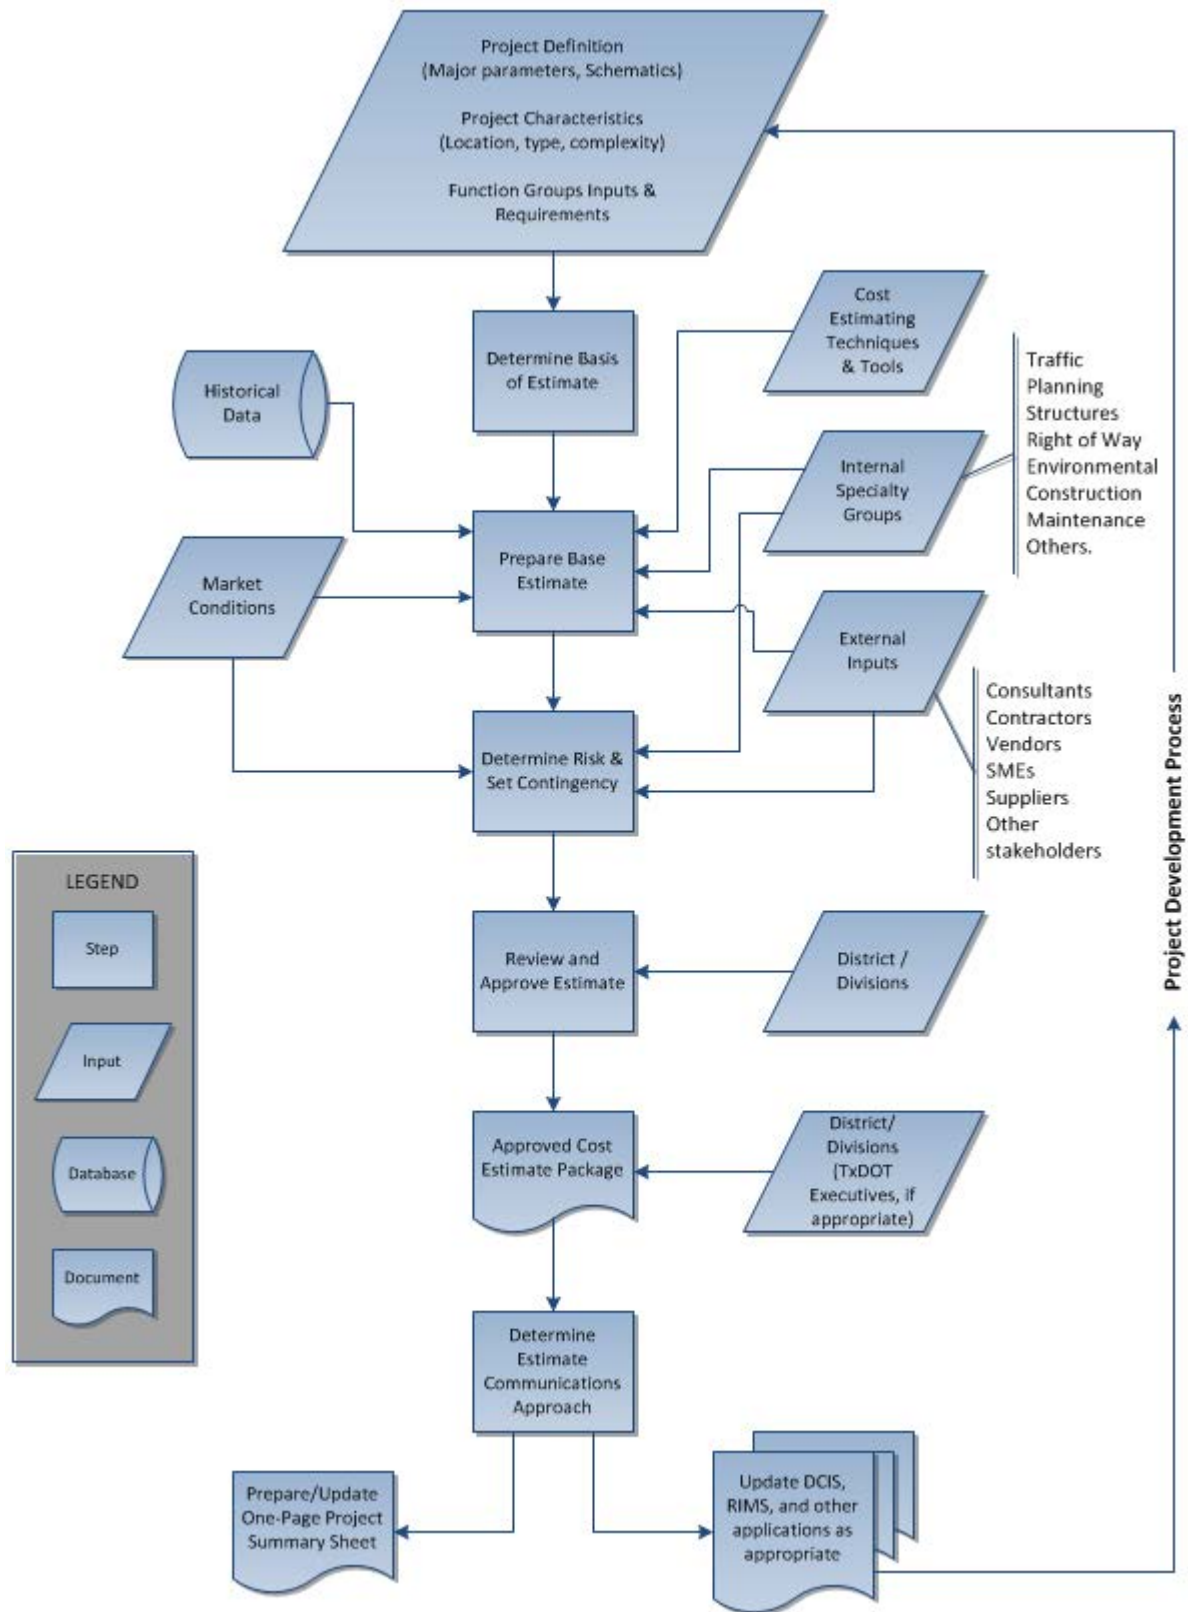 Project Definition
(Major parameters, Schematics)
Project Characteristics
(Location, type, complexity)
Function Groups Inputs &
Requirements
Determine Basis
of Estimate
Cost
Estimating
Techniques
& Tools
Historical
Data
Internal
Specialty
Groups
Traffic
Planning
Structures
Right of Way
Environmental
Construction
Maintenance
Others.
Prepare Base
Estimate
Market
Conditions
External
Inputs
Consultants
Contractors
Vendors
SMEs
Suppliers
Other
stakeholders
Determine Risk &
Set Contingency
Project Development Process
LEGEND
Step
Input
Database
Document
Review and
Approve Estimate
District /
Divisions
Approved Cost
Estimate Package
District/
Divisions
(TxDOT
Executives, if
appropriate)
Determine
Estimate
Communications
Approach
Prepare/Update
One-Page Project
Summary Sheet
Update DCIS,
RIMS, and other
applications as
appropriate